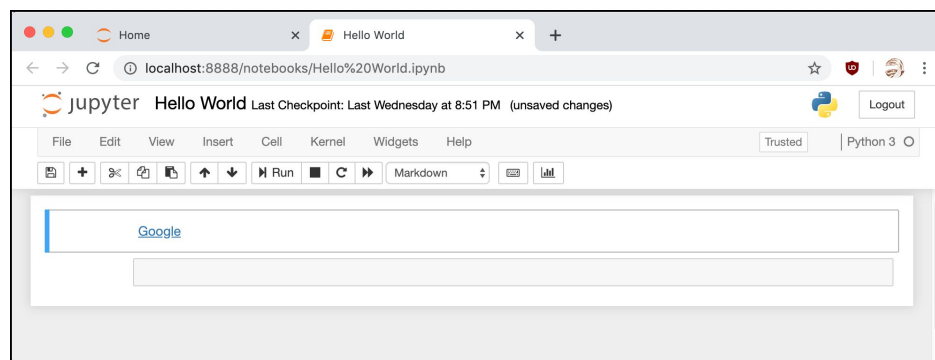 Home
Hello World
localhost:8888/notebooks/Hello%20World.ipynb
jupyter Hello World Last Checkpoint: Last Wednesday at 8:51 PM (unsaved changes)
Logout
File Edit View Insert Cell Kernel Widgets Help
Trusted
Python 3
Run
Markdown
Google